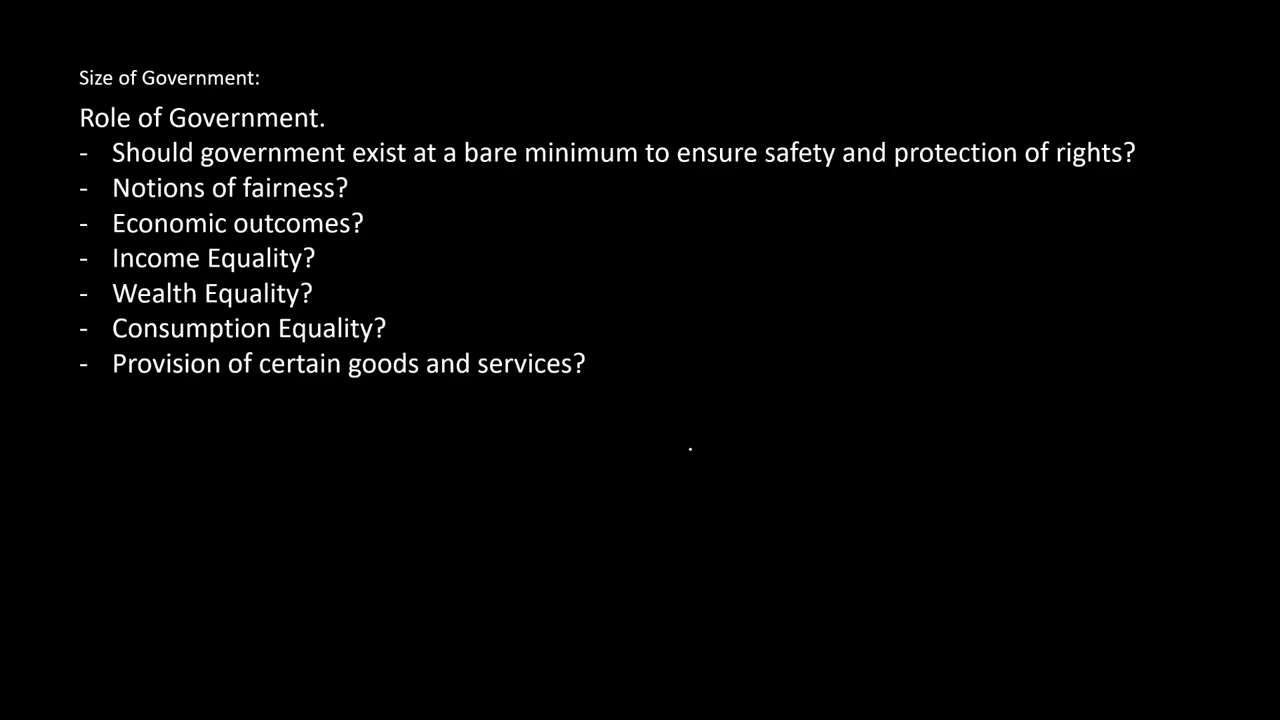 Size of Government:
Role of Government.
- Should government exist at a bare minimum to ensure safety and protection of rights?
- Notions of fairness?
- Economic outcomes?
- Income Equality?
- Wealth Equality?
- Consumption Equality?
- Provision of certain goods and services?